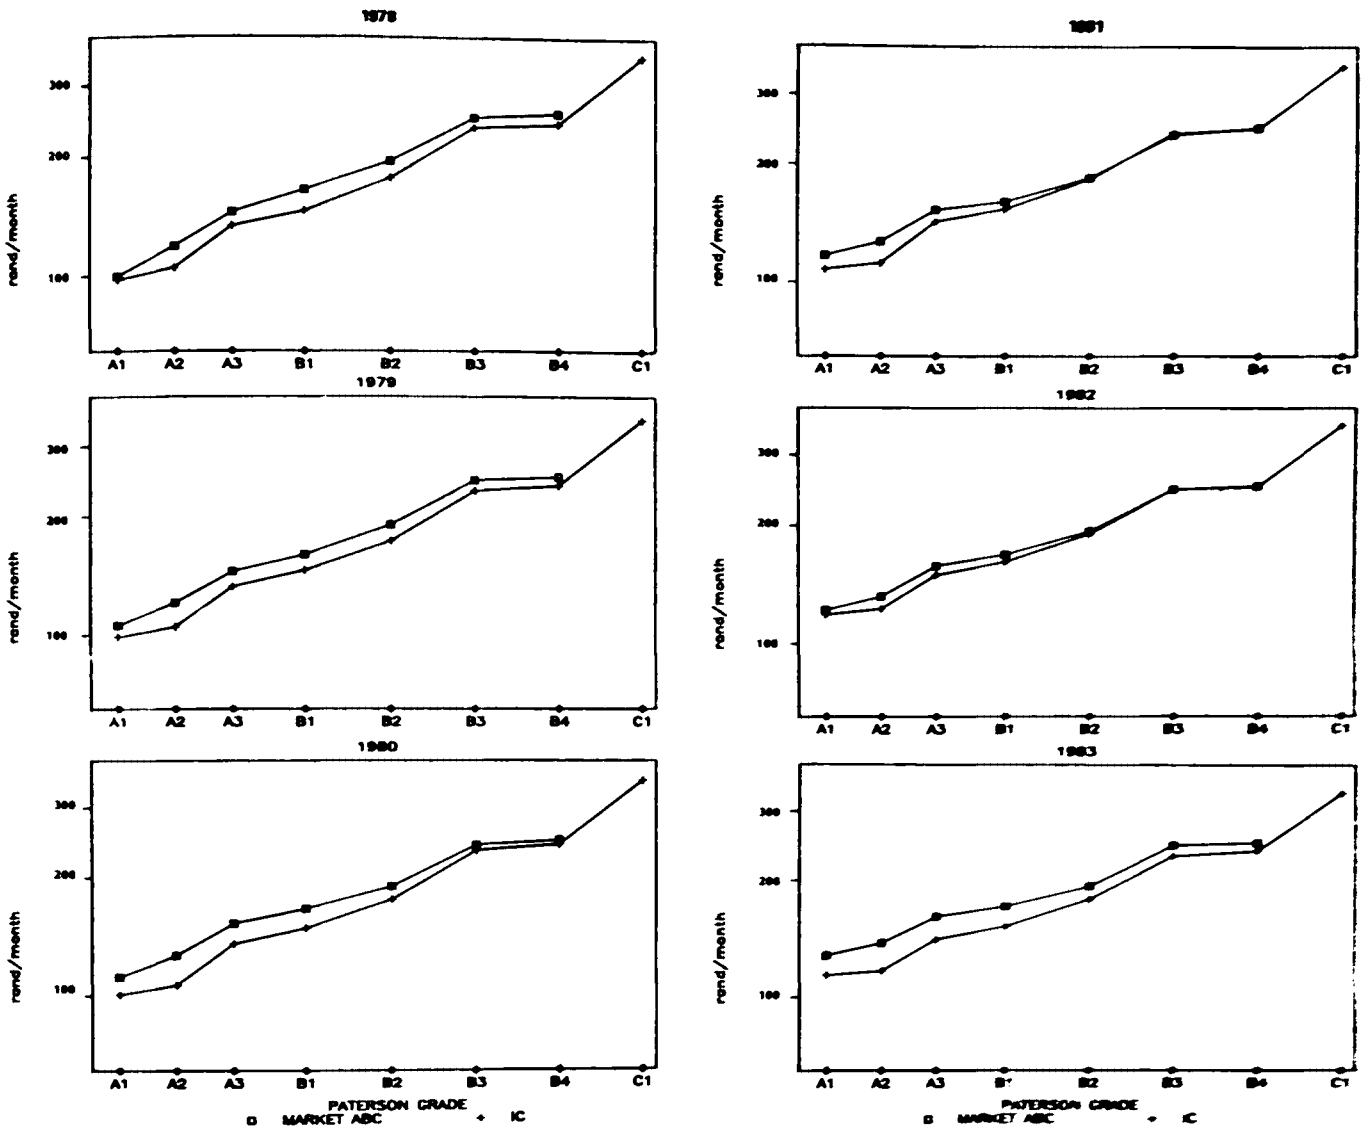 1978
300
200
100
rand/month
A1 A2 A3 B1 B2 B3 B4 C1
1979
300
200
100
rand/month
A1 A2 A3 B1 B2 B3 B4 C1
1980
300
200
100
rand/month
A1 A2 A3 B1 B2 B3 B4 C1
PATERSON GRADE
MARKET ABC + IC
1981
300
200
100
rand/month
A1 A2 A3 B1 B2 B3 B4 C1
1982
300
200
100
rand/month
A1 A2 A3 B1 B2 B3 B4 C1
1983
300
200
100
rand/month
A1 A2 A3 B1 B2 B3 B4 C1
PATERSON GRADE
MARKET ABC + IC